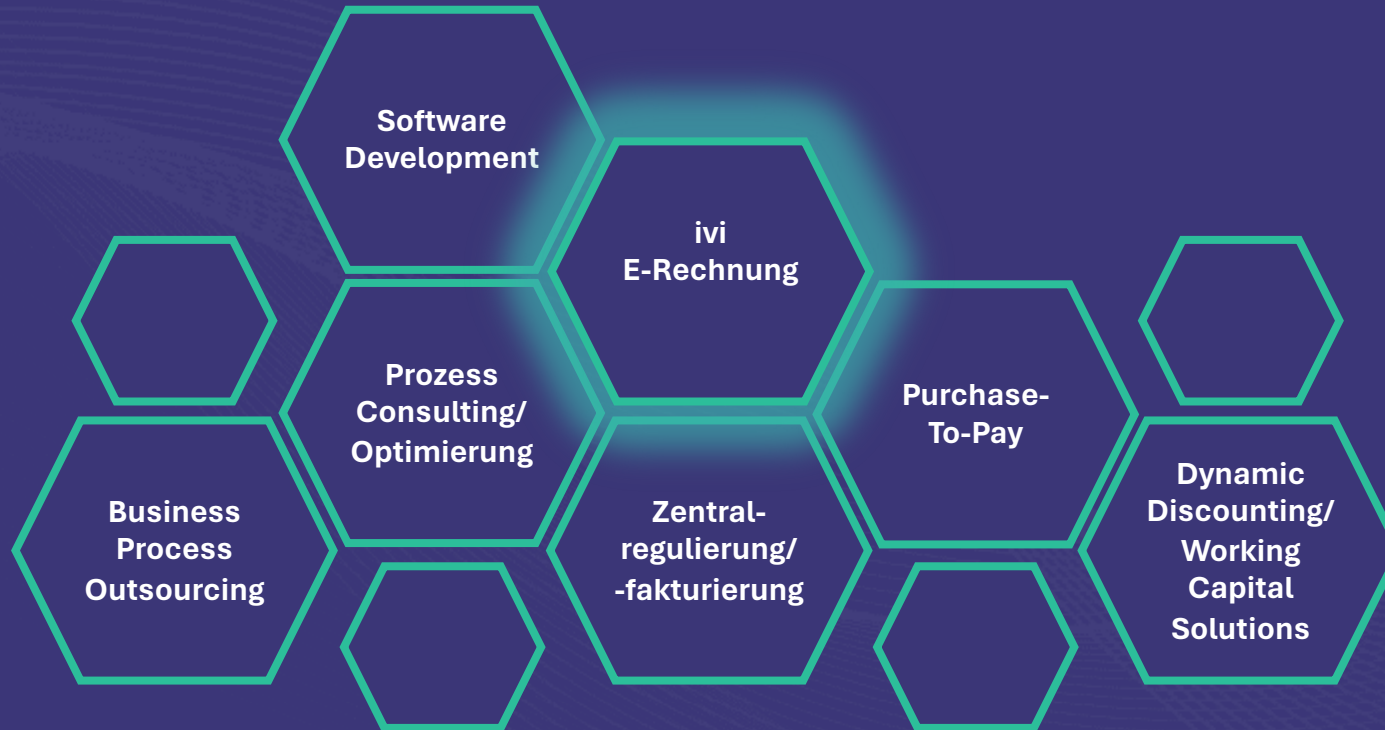 Software
Development
ivi
E-Rechnung
Prozess
Consulting/
Optimierung
Purchase-
To-Pay
Business
Process
Outsourcing
Zentral-
regulierung/
-fakturierung
Dynamic
Discounting/
Working
Capital
Solutions